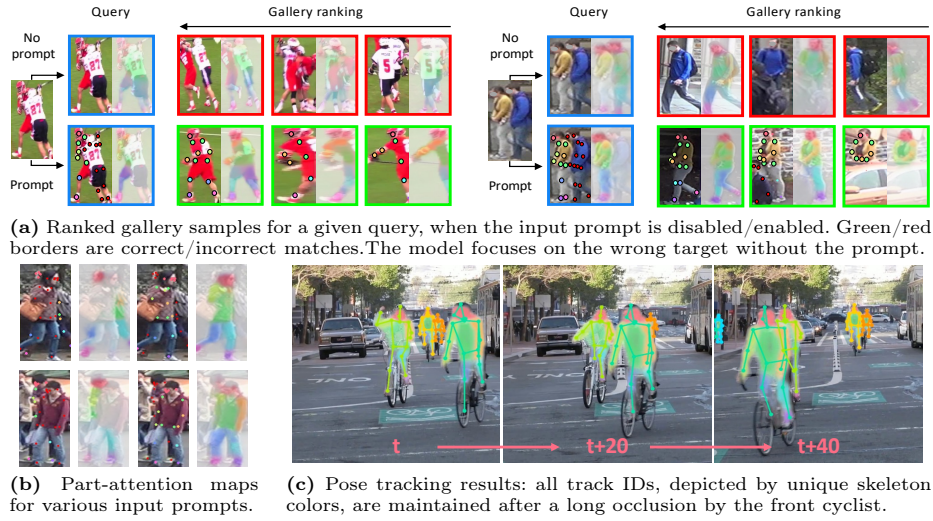 Query
Gallery ranking
Query
Gallery ranking
No
prompt
No
prompt
Prompt
Prompt
(a) Ranked gallery samples for a given query, when the input prompt is disabled/enabled. Green/red
borders are correct/incorrect matches.The model focuses on the wrong target without the prompt.
t
t+20
t+40
(b) Part-attention maps
for various input prompts.
(c) Pose tracking results: all track IDs, depicted by unique skeleton
colors, are maintained after a long occlusion by the front cyclist.